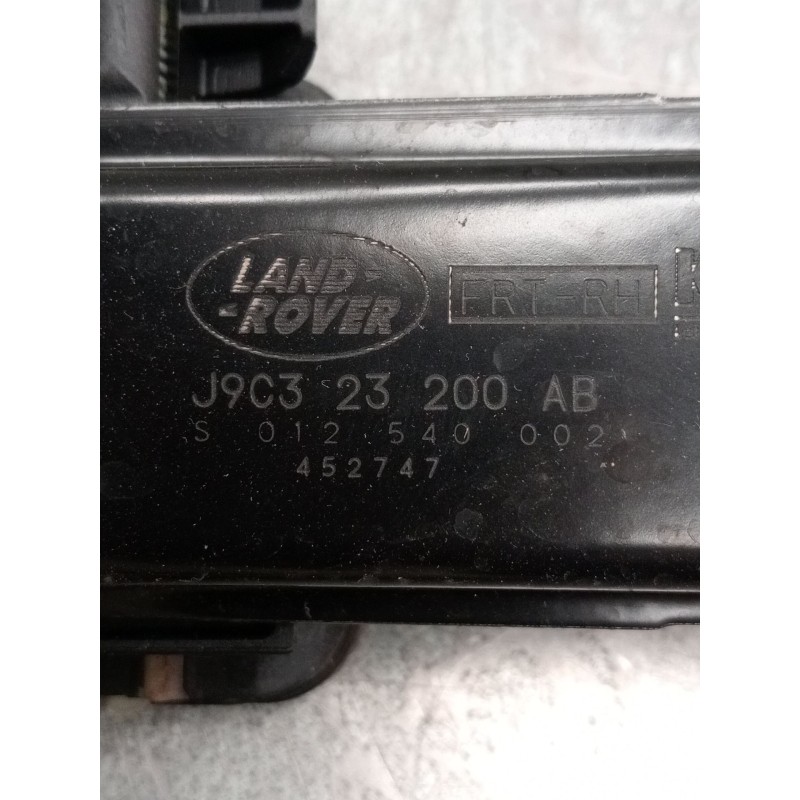 LAND
ROVER
FRT-RH
J9C3 23 200 AB
S 012 540 002
452747